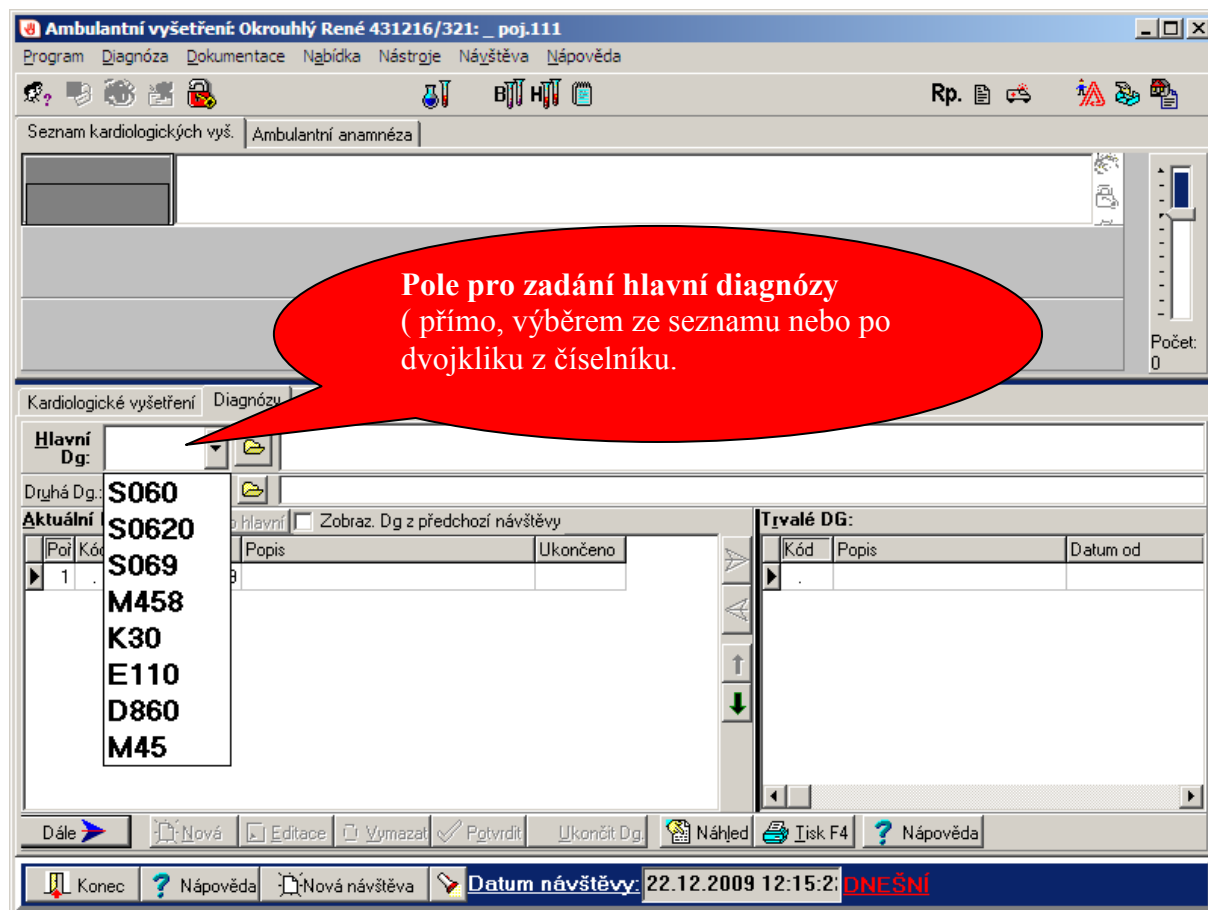 Ambulantní vyšetření: Okrouhlý René 431216/321: _ poj.111
Program Diagnóza Dokumentace Nabídka Nástroje Návštěva Nápověda
B H Rp.
Seznam kardiologických vyš. Ambulantní anamnéza
Pole pro zadání hlavní diagnózy
( přímo, výběrem ze seznamu nebo po
dvojkliku z číselníku.
Počet:
0
Kardiologické vyšetření Diagnózy
Hlavní
Dg:
Druhá Dg.:
S060
S0620
S069
M458
K30
E110
D860
M45
Aktuální hlavní Zobraz. Dg z předchozí návštěvy
Poř Kód Popis Ukončeno
1 .
Trvalé DG:
Kód Popis Datum od
.
Dále Nová Editace Vymazat Potvrdit Ukončit Dg. Náhled Tisk F4 Nápověda
Konec Nápověda Nová návštěva Datum návštěvy: 22.12.2009 12:15:2 DNEŠNÍ